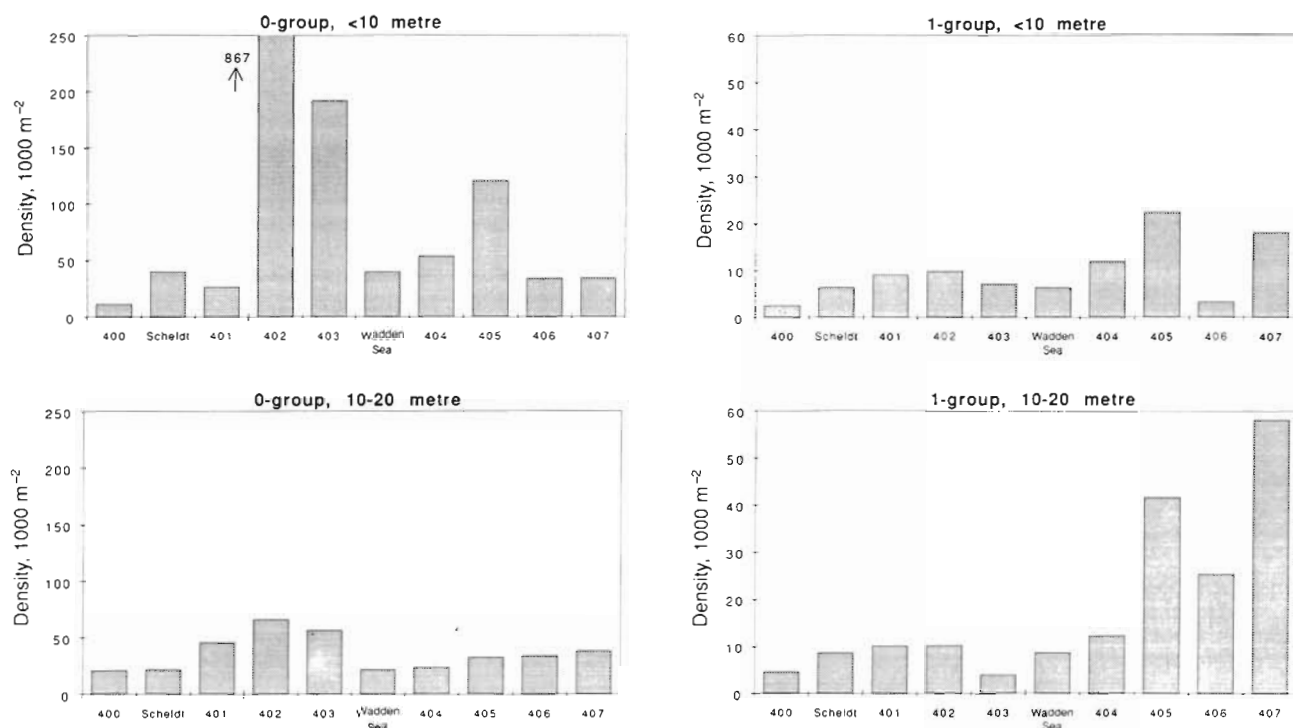 0-group, <10 metre
250
200
150
100
50
0
Density, 1000 m⁻²
867
400 Scheldt 401 402 403 Wadden 404 405 406 407
Sea
1-group, <10 metre
60
50
40
30
20
10
0
Density, 1000 m⁻²
400 Scheldt 401 402 403 Wadden 404 405 406 407
Sea
0-group, 10-20 metre
250
200
150
100
50
0
Density, 1000 m⁻²
400 Scheldt 401 402 403 Wadden 404 405 406 407
Sea
1-group, 10-20 metre
60
50
40
30
20
10
0
Density, 1000 m⁻²
400 Scheldt 401 402 403 Wadden 404 405 406 407
Sea